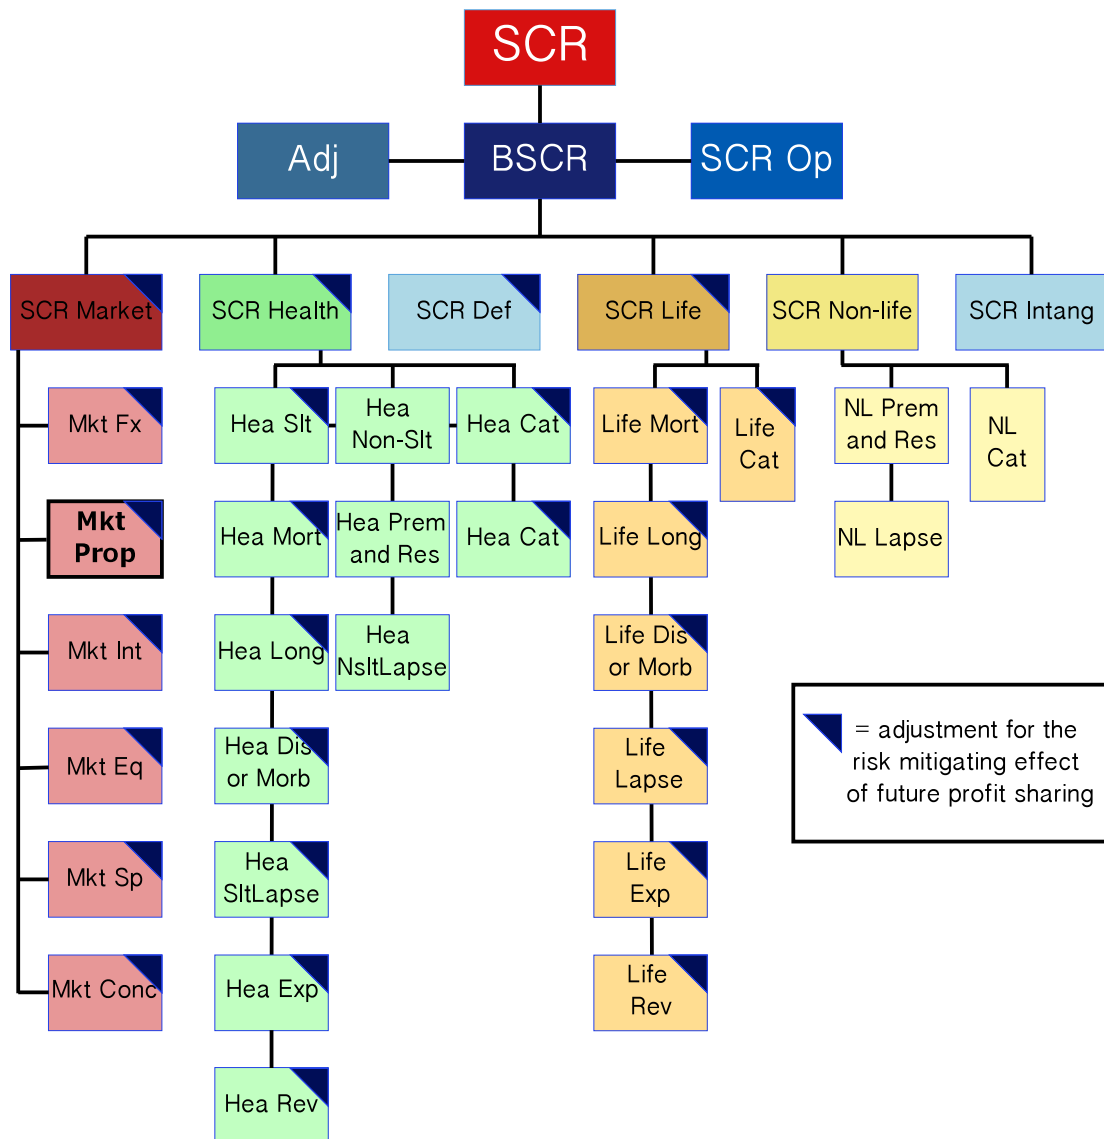 SCR
Adj
BSCR
SCR Op
SCR Market
SCR Health
SCR Def
SCR Life
SCR Non-life
SCR Intang
Mkt Fx
Hea Slt
Hea
Non-Slt
Hea Cat
Life Mort
Life
Cat
NL Prem
and Res
NL
Cat
Mkt
Prop
Hea Mort
Hea Prem
and Res
Hea Cat
Life Long
NL Lapse
Mkt Int
Hea Long
Hea
NsltLapse
Life Dis
or Morb
Mkt Eq
Hea Dis
or Morb
Life
Lapse
= adjustment for the
risk mitigating effect
of future profit sharing
Mkt Sp
Hea
SltLapse
Life
Exp
Mkt Conc
Hea Exp
Life
Rev
Hea Rev